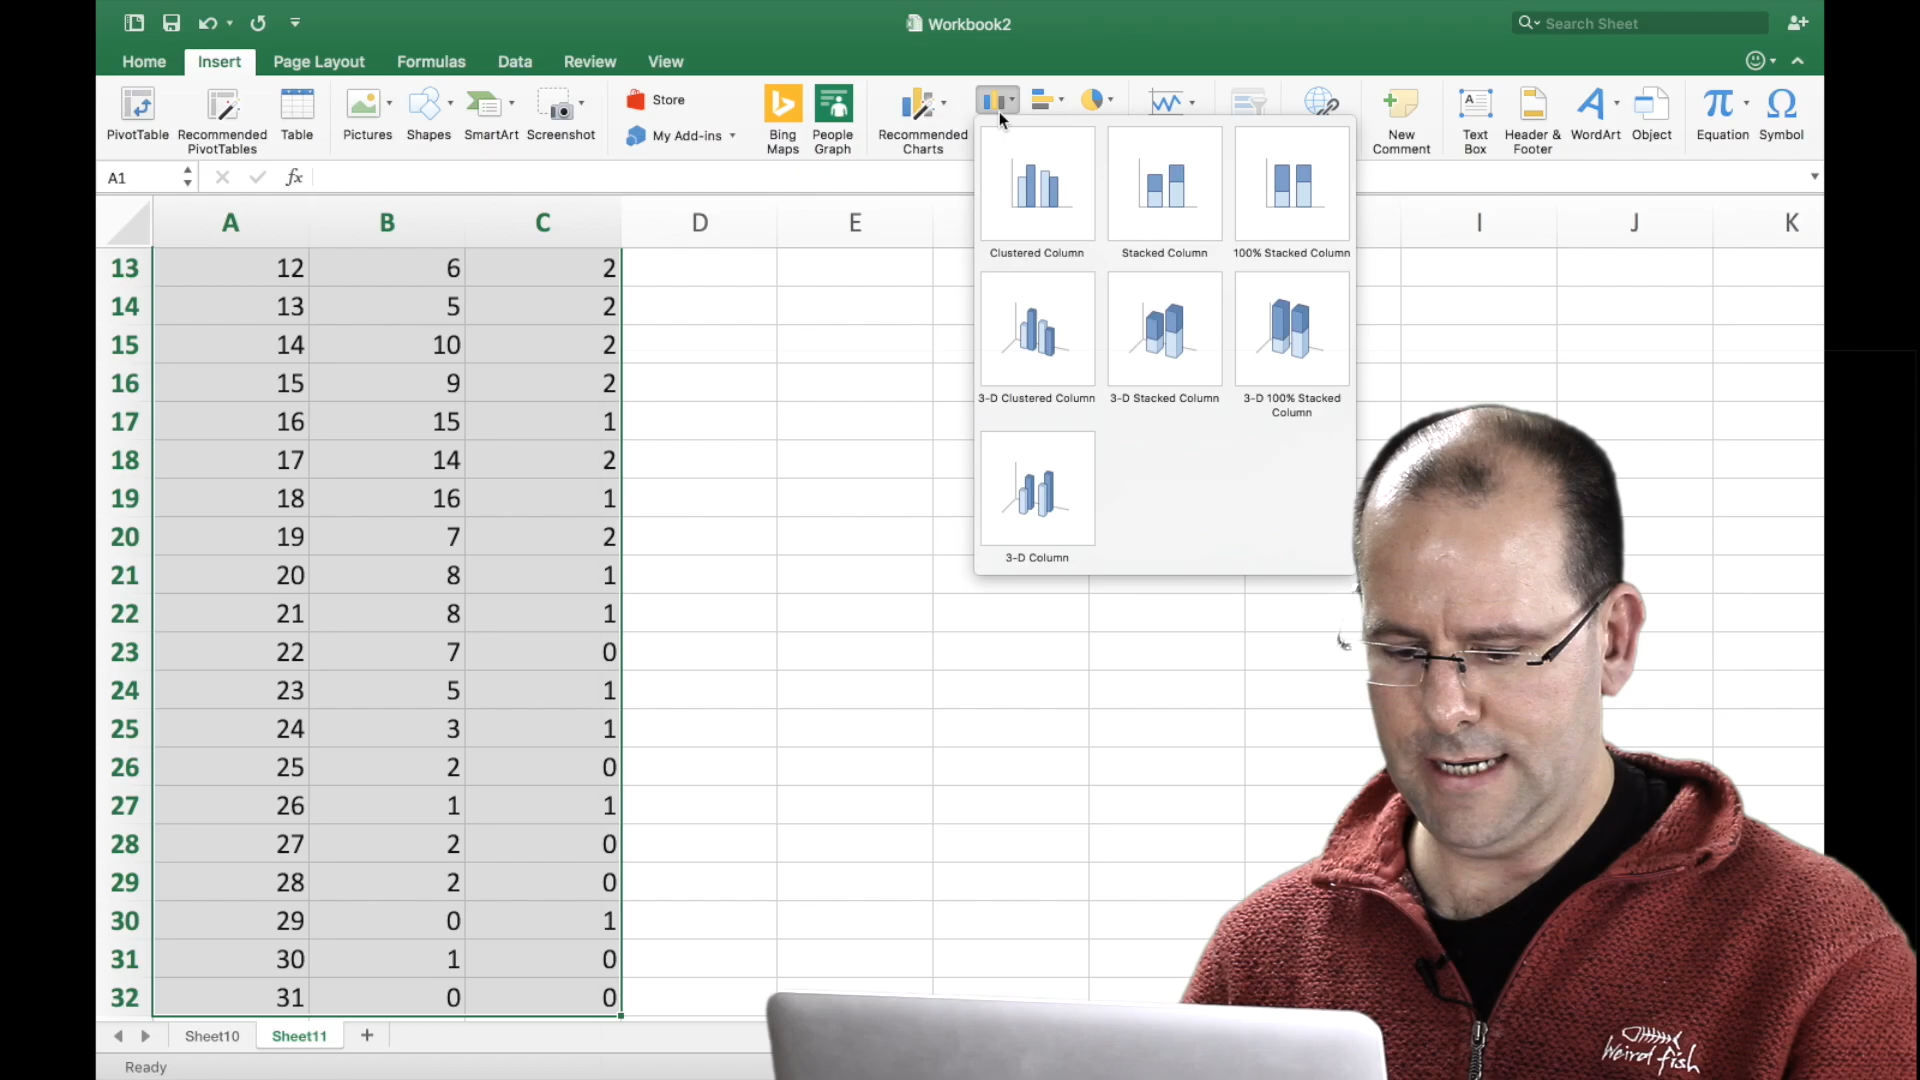 Workbook2
Search Sheet
Home Insert Page Layout Formulas Data Review View
PivotTable
Recommended
PivotTables
Table
Pictures
Shapes
SmartArt
Screenshot
Store
My Add-ins
Bing
Maps
People
Graph
Recommended
Charts
New
Comment
Text
Box
Header &
Footer
WordArt
Object
Equation
Symbol
A1 fx
A B C D E I J K
13 12 6 2
14 13 5 2
15 14 10 2
16 15 9 2
17 16 15 1
18 17 14 2
19 18 16 1
20 19 7 2
21 20 8 1
22 21 8 1
23 22 7 0
24 23 5 1
25 24 3 1
26 25 2 0
27 26 1 1
28 27 2 0
29 28 2 0
30 29 0 1
31 30 1 0
32 31 0 0
Clustered Column
Stacked Column
100% Stacked Column
3-D Clustered Column
3-D Stacked Column
3-D 100% Stacked
Column
3-D Column
Sheet10 Sheet11 +
Ready
Weird fish